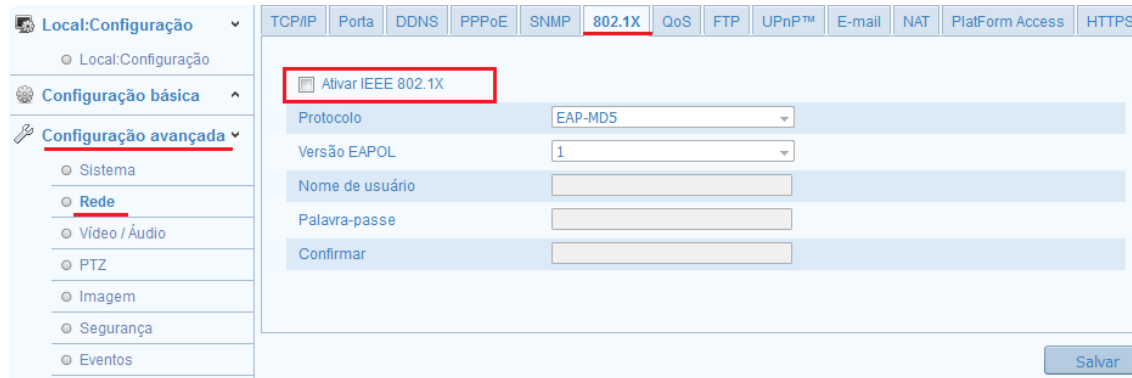 Local:Configuração
Local:Configuração
Configuração básica
Configuração avançada
Sistema
Rede
Vídeo / Áudio
PTZ
Imagem
Segurança
Eventos
TCP/IP Porta DDNS PPPoE SNMP 802.1X QoS FTP UPnP™ E-mail NAT PlatForm Access HTTPS
Ativar IEEE 802.1X
Protocolo EAP-MD5
Versão EAPOL 1
Nome de usuário
Palavra-passe
Confirmar
Salvar